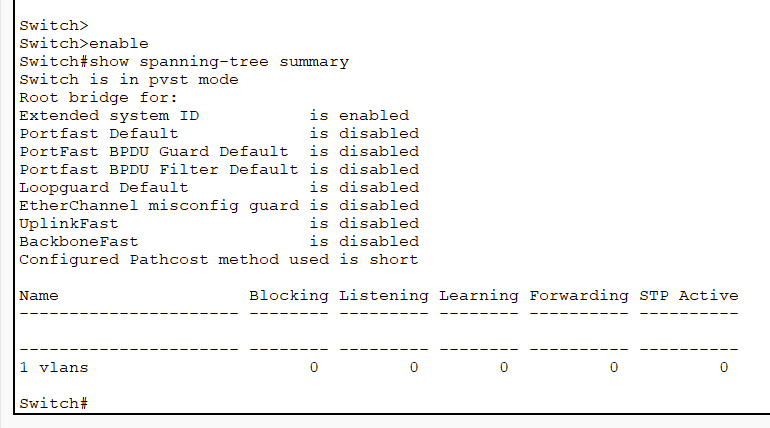 Switch>
Switch>enable
Switch#show spanning-tree summary
Switch is in pvst mode
Root bridge for:
Extended system ID           is enabled
Portfast Default             is disabled
PortFast BPDU Guard Default  is disabled
Portfast BPDU Filter Default is disabled
Loopguard Default            is disabled
EtherChannel misconfig guard is disabled
UplinkFast                   is disabled
BackboneFast                 is disabled
Configured Pathcost method used is short
Name                   Blocking Listening Learning Forwarding STP Active
---------------------- -------- --------- -------- ---------- ----------
---------------------- -------- --------- -------- ---------- ----------
1 vlans                      0         0        0          0          0
Switch#